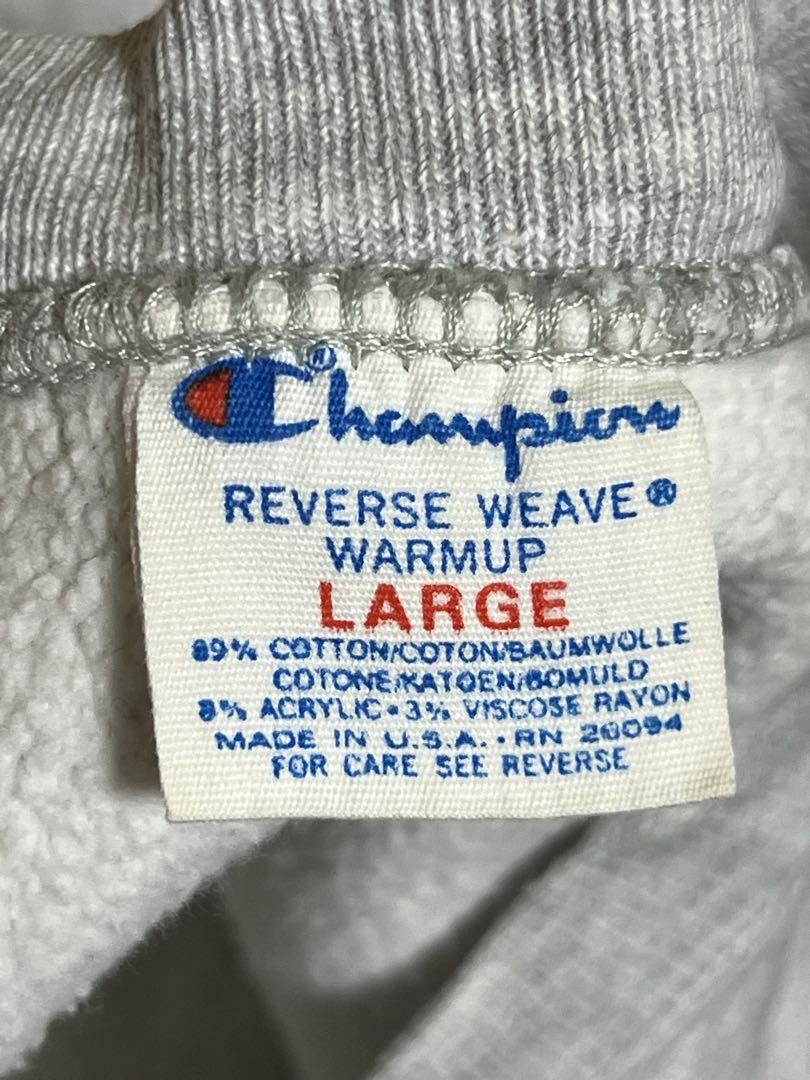 Champion®
REVERSE WEAVE®
WARMUP
LARGE
89% COTTON/COTON/BAUMWOLLE
COTONE/KATOEN/BOMULD
8% ACRYLIC•3% VISCOSE RAYON
MADE IN U.S.A.•RN 26094
FOR CARE SEE REVERSE